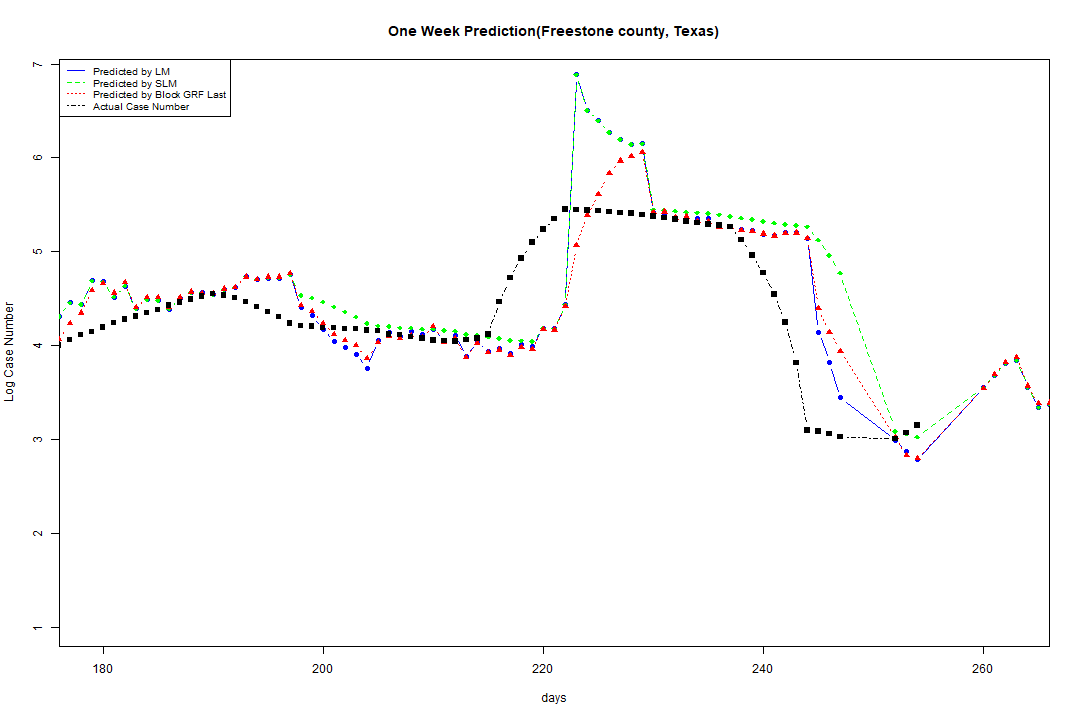 One Week Prediction(Freestone county, Texas)
Predicted by LM
Predicted by SLM
Predicted by Block GRF Last
Actual Case Number
7
6
5
4
3
2
1
Log Case Number
180 200 220 240 260
days